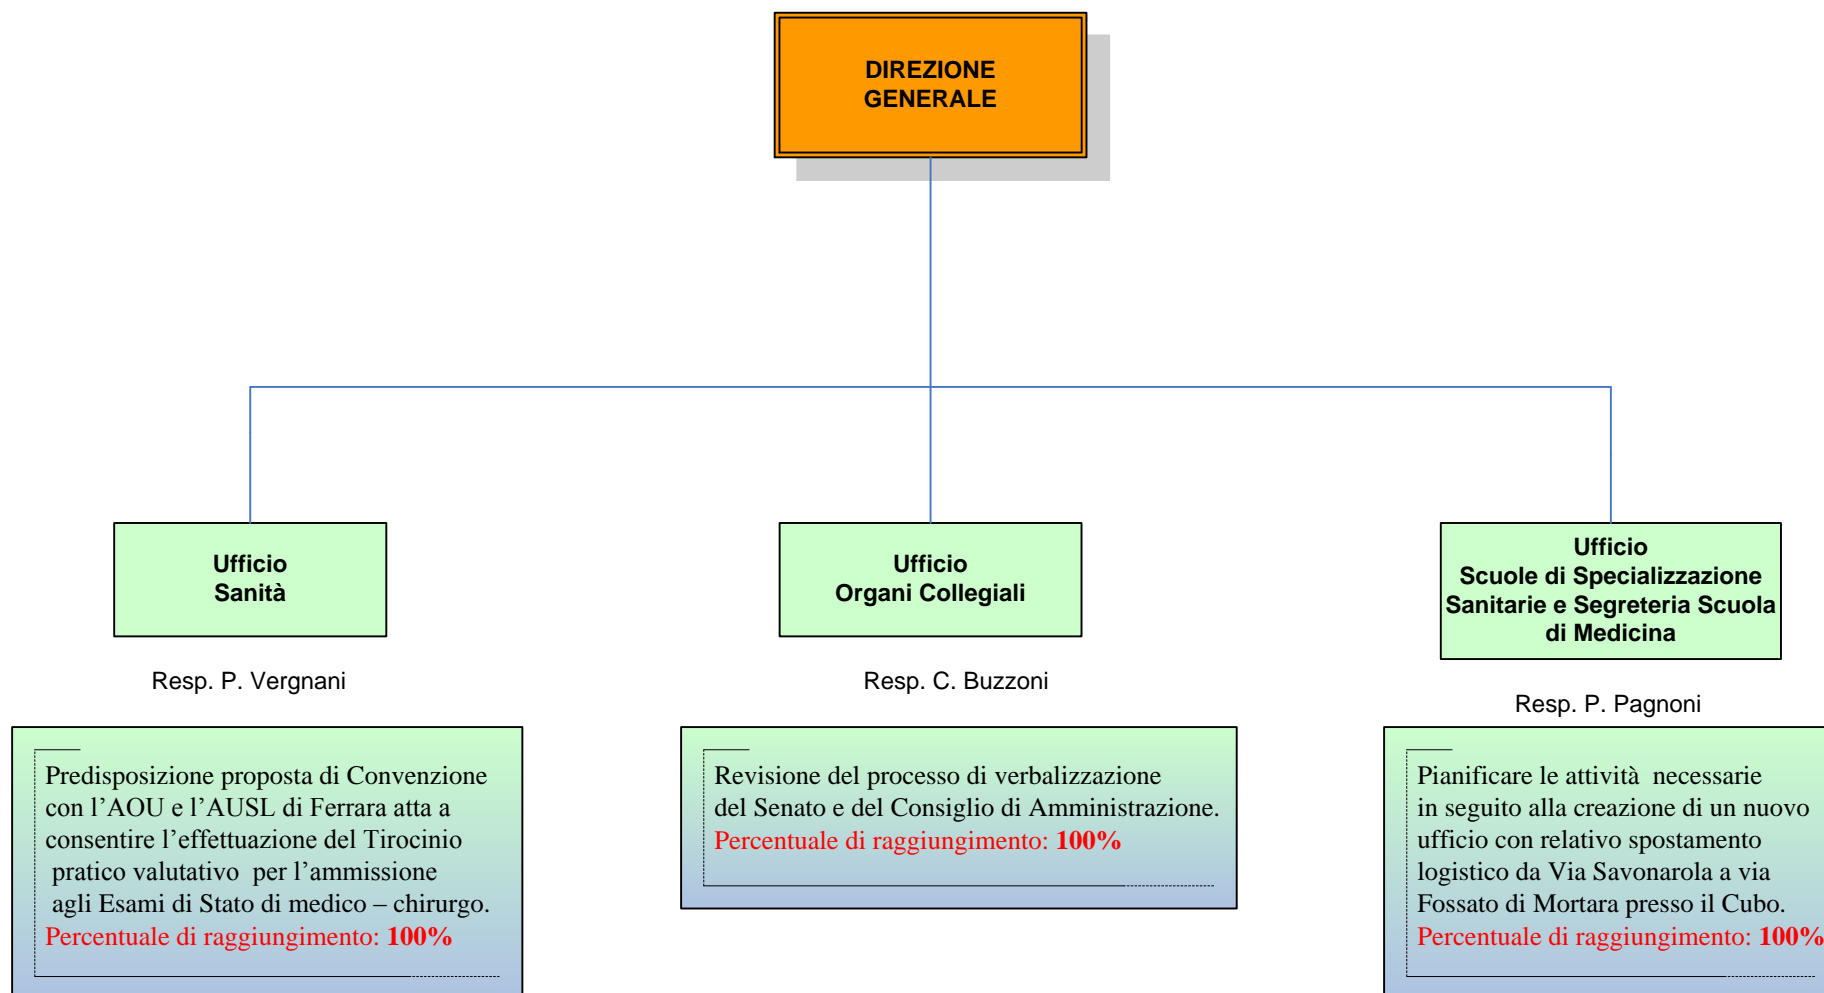 DIREZIONE
GENERALE
Ufficio
Sanità
Resp. P. Vergnani
Predisposizione proposta di Convenzione
con l’AOU e l’AUSL di Ferrara atta a
consentire l’effettuazione del Tirocinio
pratico valutativo per l’ammissione
agli Esami di Stato di medico – chirurgo.
Percentuale di raggiungimento: 100%
Ufficio
Organi Collegiali
Resp. C. Buzzoni
Revisione del processo di verbalizzazione
del Senato e del Consiglio di Amministrazione.
Percentuale di raggiungimento: 100%
Ufficio
Scuole di Specializzazione
Sanitarie e Segreteria Scuola
di Medicina
Resp. P. Pagnoni
Pianificare le attività necessarie
in seguito alla creazione di un nuovo
ufficio con relativo spostamento
logistico da Via Savonarola a via
Fossato di Mortara presso il Cubo.
Percentuale di raggiungimento: 100%